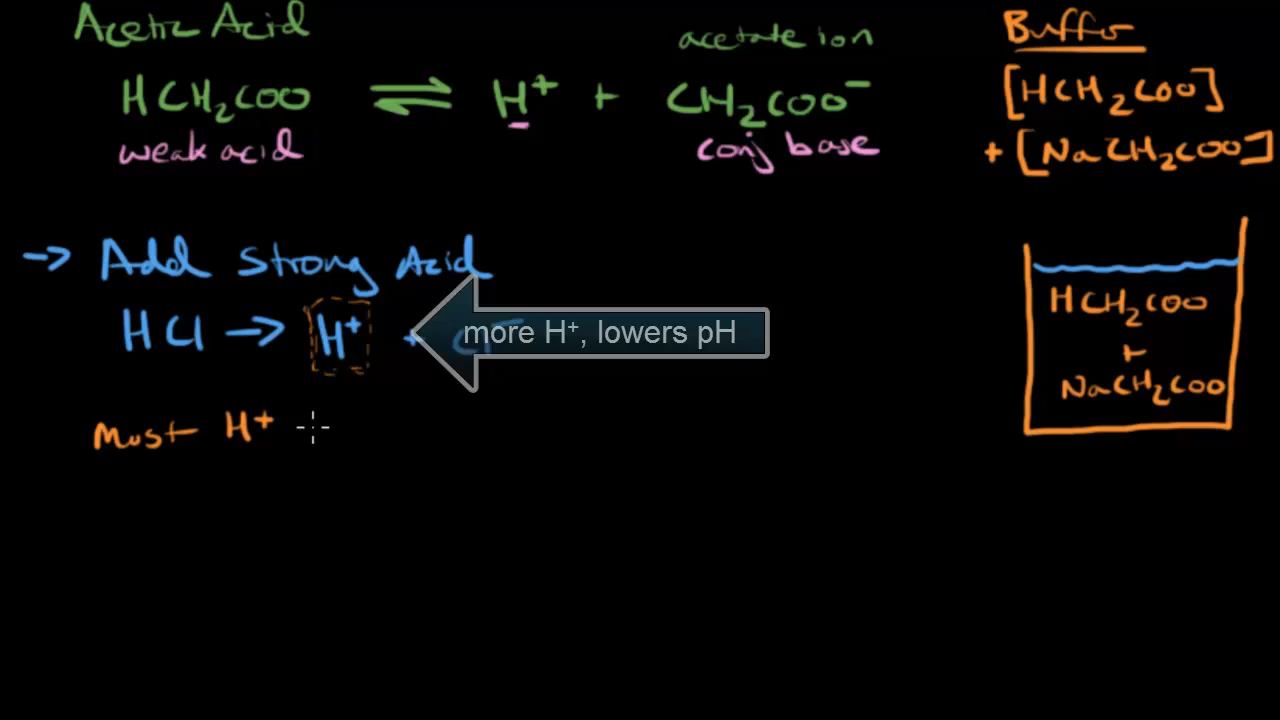 Acetic Acid
acetate ion
Buffer
HCH₂COO ⇌ H⁺ + CH₂COO⁻
[HCH₂COO]
weak acid
conj base
+ [NaCH₂COO]
→ Add Strong Acid
HCl → H⁺ + Cl⁻
more H⁺, lowers pH
HCH₂COO
+
NaCH₂COO
Must H⁺